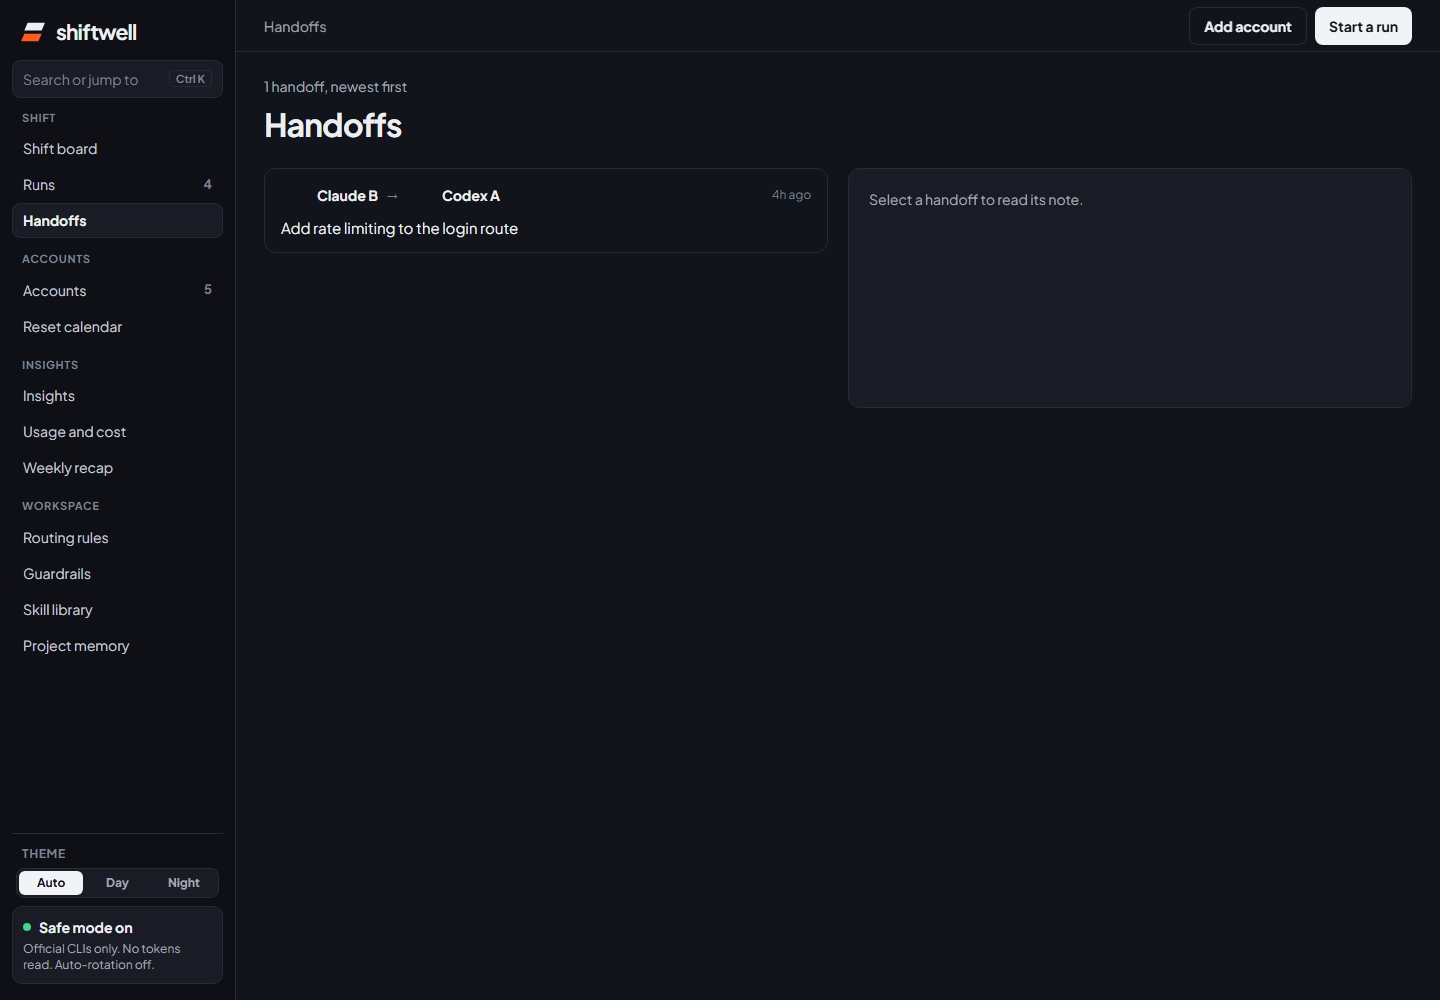 shiftwell
Search or jump to Ctrl K
SHIFT
Shift board
Runs 4
Handoffs
ACCOUNTS
Accounts 5
Reset calendar
INSIGHTS
Insights
Usage and cost
Weekly recap
WORKSPACE
Routing rules
Guardrails
Skill library
Project memory
THEME
Auto Day Night
Safe mode on
Official CLIs only. No tokens
read. Auto-rotation off.
Handoffs
Add account
Start a run
1 handoff, newest first
Handoffs
Claude B → Codex A 4h ago
Add rate limiting to the login route
Select a handoff to read its note.